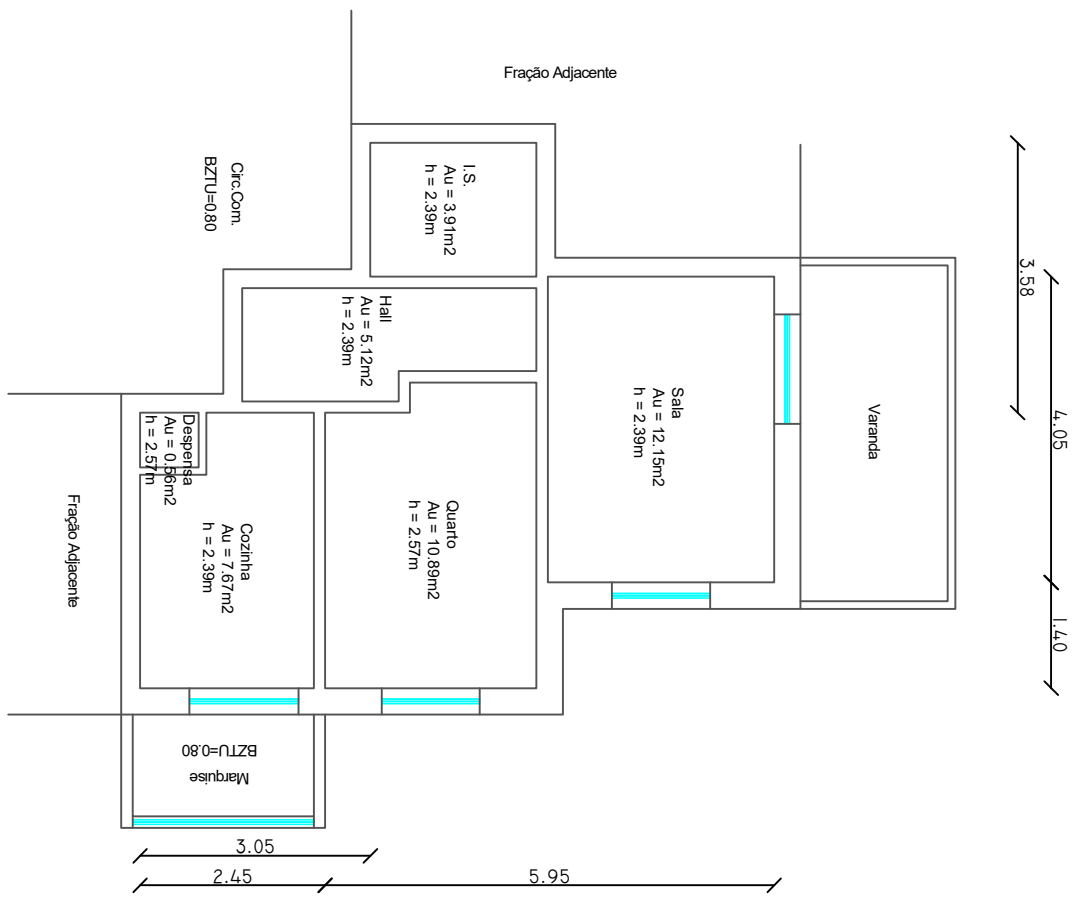 Fração Adjacente
Circ.Com.
BZTU=0.80
I.S.
Au = 3.91m2
h = 2.39m
3.58
Hall
Au = 5.12m2
h = 2.39m
Sala
Au = 12.15m2
h = 2.39m
Varanda
4.05
Despensa
Au = 0.56m2
h = 2.57m
Fração Adjacente
Cozinha
Au = 7.67m2
h = 2.39m
Quarto
Au = 10.89m2
h = 2.57m
1.40
Marquise
BZTU=0.80
3.05
2.45
5.95